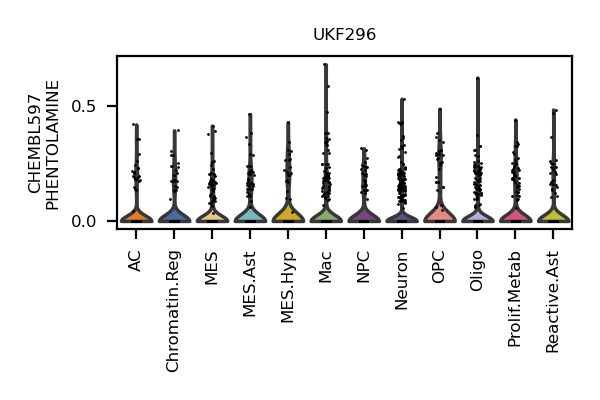 UKF296
CHEMBL597
PHENTOLAMINE
0.5
0.0
AC
Chromatin.Reg
MES
MES.Ast
MES.Hyp
Mac
NPC
Neuron
OPC
Oligo
Prolif.Metab
Reactive.Ast